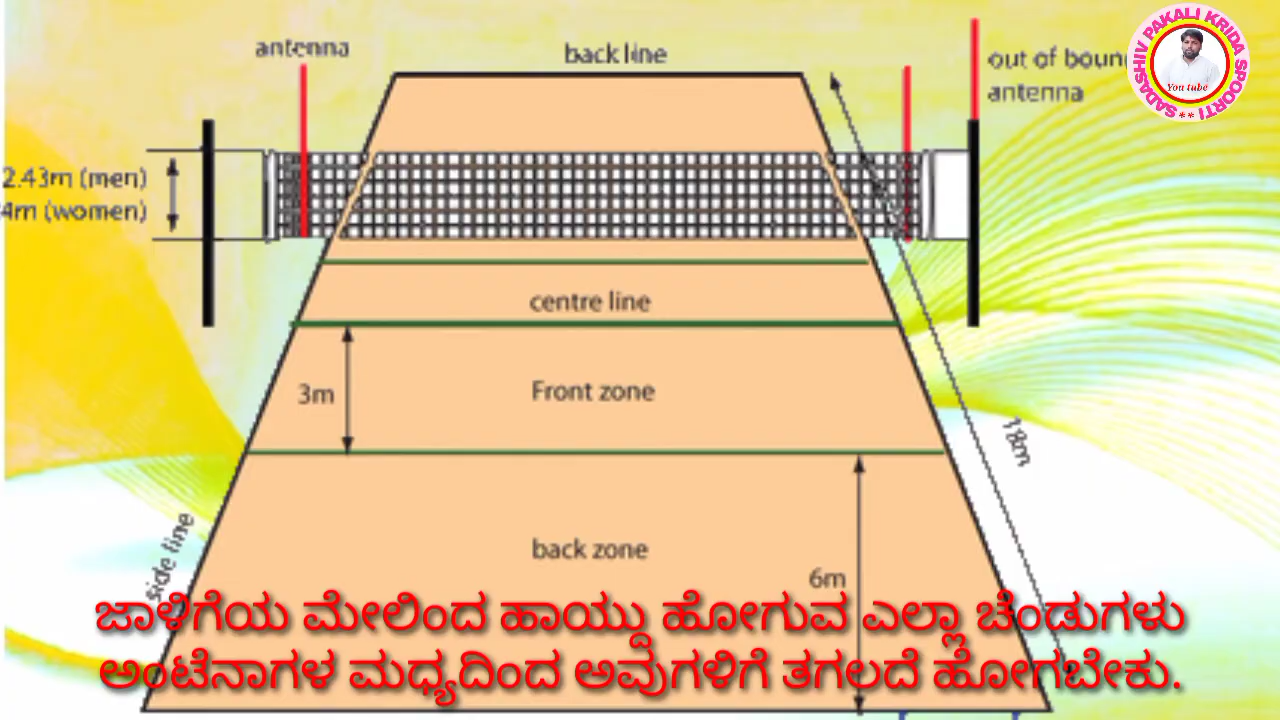 antenna
back line
out of boun
antenna
SADASHIV PAKALI KRIDA SPOORTI **
You tube
2.43m (men)
4m (women)
centre line
3m
Front zone
18m
side line
back zone
6m
ಜಾಳಿಗೆಯ ಮೇಲಿಂದ ಹಾಯ್ದು ಹೋಗುವ ಎಲ್ಲಾ ಚೆಂಡುಗಳು
ಅಂಟೆನಾಗಳ ಮಧ್ಯದಿಂದ ಅವುಗಳಿಗೆ ತಗಲದೆ ಹೋಗಬೇಕು.